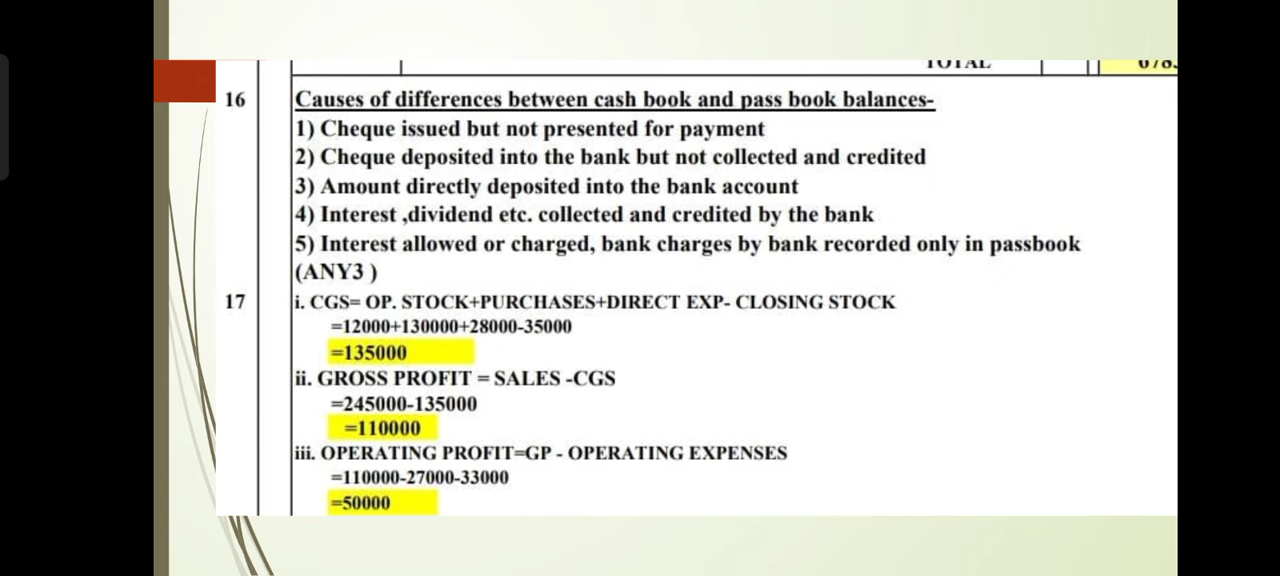 TOTAL
16
Causes of differences between cash book and pass book balances-
1) Cheque issued but not presented for payment
2) Cheque deposited into the bank but not collected and credited
3) Amount directly deposited into the bank account
4) Interest ,dividend etc. collected and credited by the bank
5) Interest allowed or charged, bank charges by bank recorded only in passbook
(ANY3 )
17
i. CGS= OP. STOCK+PURCHASES+DIRECT EXP- CLOSING STOCK
=12000+130000+28000-35000
=135000
ii. GROSS PROFIT = SALES -CGS
=245000-135000
=110000
iii. OPERATING PROFIT=GP - OPERATING EXPENSES
=110000-27000-33000
=50000